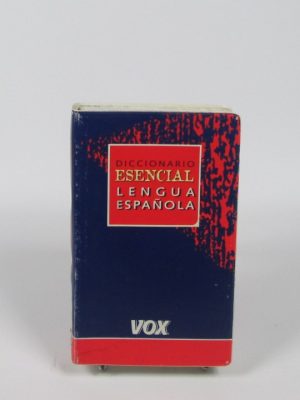 DICCIONARIO
ESENCIAL
LENGUA
ESPAÑOLA
VOX